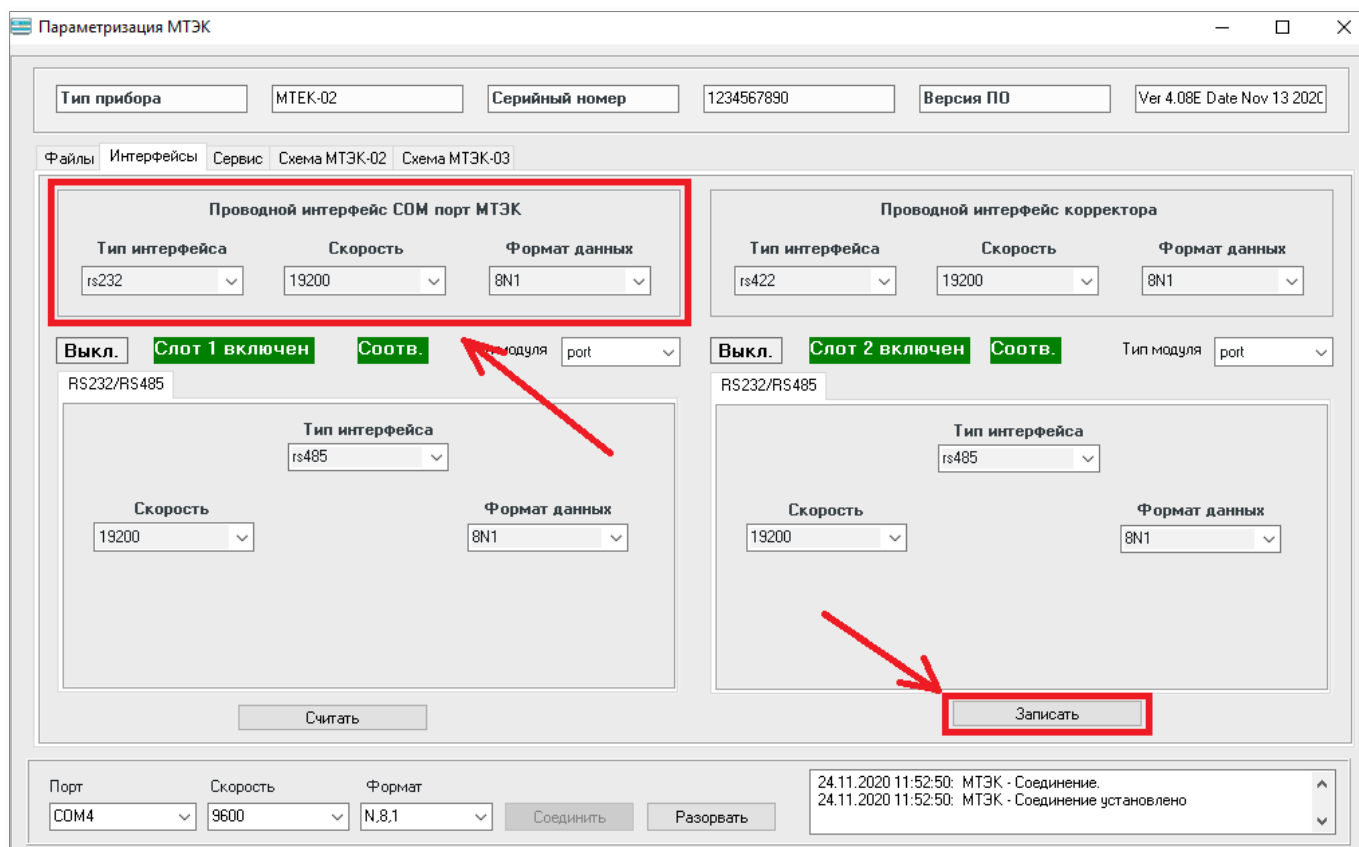 Параметризация МТЭК
Тип прибора МТЕК-02 Серийный номер 1234567890 Версия ПО Ver 4.08E Date Nov 13 202
Файлы Интерфейсы Сервис Схема МТЭК-02 Схема МТЭК-03
Проводной интерфейс COM порт МТЭК
Тип интерфейса Скорость Формат данных
rs232 19200 8N1
Проводной интерфейс корректора
Тип интерфейса Скорость Формат данных
rs422 19200 8N1
Выкл. Слот 1 включен Соотв. модуля port
RS232/RS485
Тип интерфейса
rs485
Скорость Формат данных
19200 8N1
Считать
Выкл. Слот 2 включен Соотв. Тип модуля port
RS232/RS485
Тип интерфейса
rs485
Скорость Формат данных
19200 8N1
Записать
Порт Скорость Формат
COM4 9600 N,8,1 Соединить Разорвать
24.11.2020 11:52:50: МТЭК - Соединение.
24.11.2020 11:52:50: МТЭК - Соединение установлено